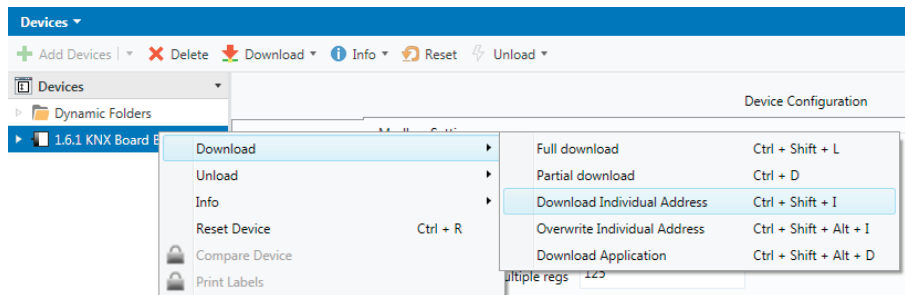 Devices
Add Devices Delete Download Info Reset Unload
Devices
Device Configuration
Dynamic Folders
1.6.1 KNX Board
Download
Full download Ctrl + Shift + L
Unload
Partial download Ctrl + D
Info
Download Individual Address Ctrl + Shift + I
Reset Device Ctrl + R
Overwrite Individual Address Ctrl + Shift + Alt + I
Compare Device
Download Application Ctrl + Shift + Alt + D
Print Labels
ultiple regs 125